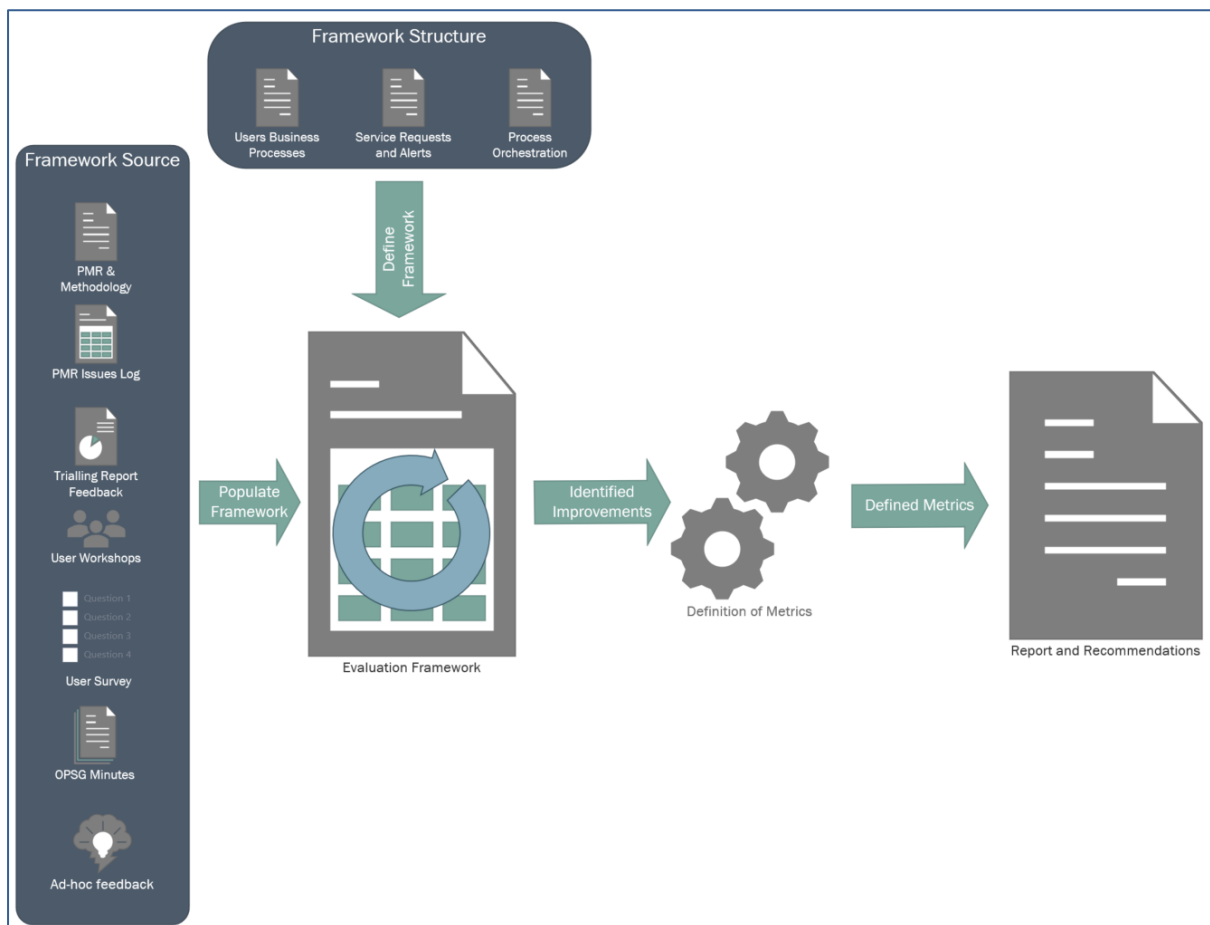 Framework Structure
Users Business
Processes
Service Requests
and Alerts
Process
Orchestration
Framework Source
PMR &
Methodology
PMR Issues Log
Trialling Report
Feedback
User Workshops
Question 1
Question 2
Question 3
Question 4
User Survey
OPSG Minutes
Ad-hoc feedback
Define
Framework
Populate
Framework
Evaluation Framework
Identified
Improvements
Definition of Metrics
Defined Metrics
Report and Recommendations